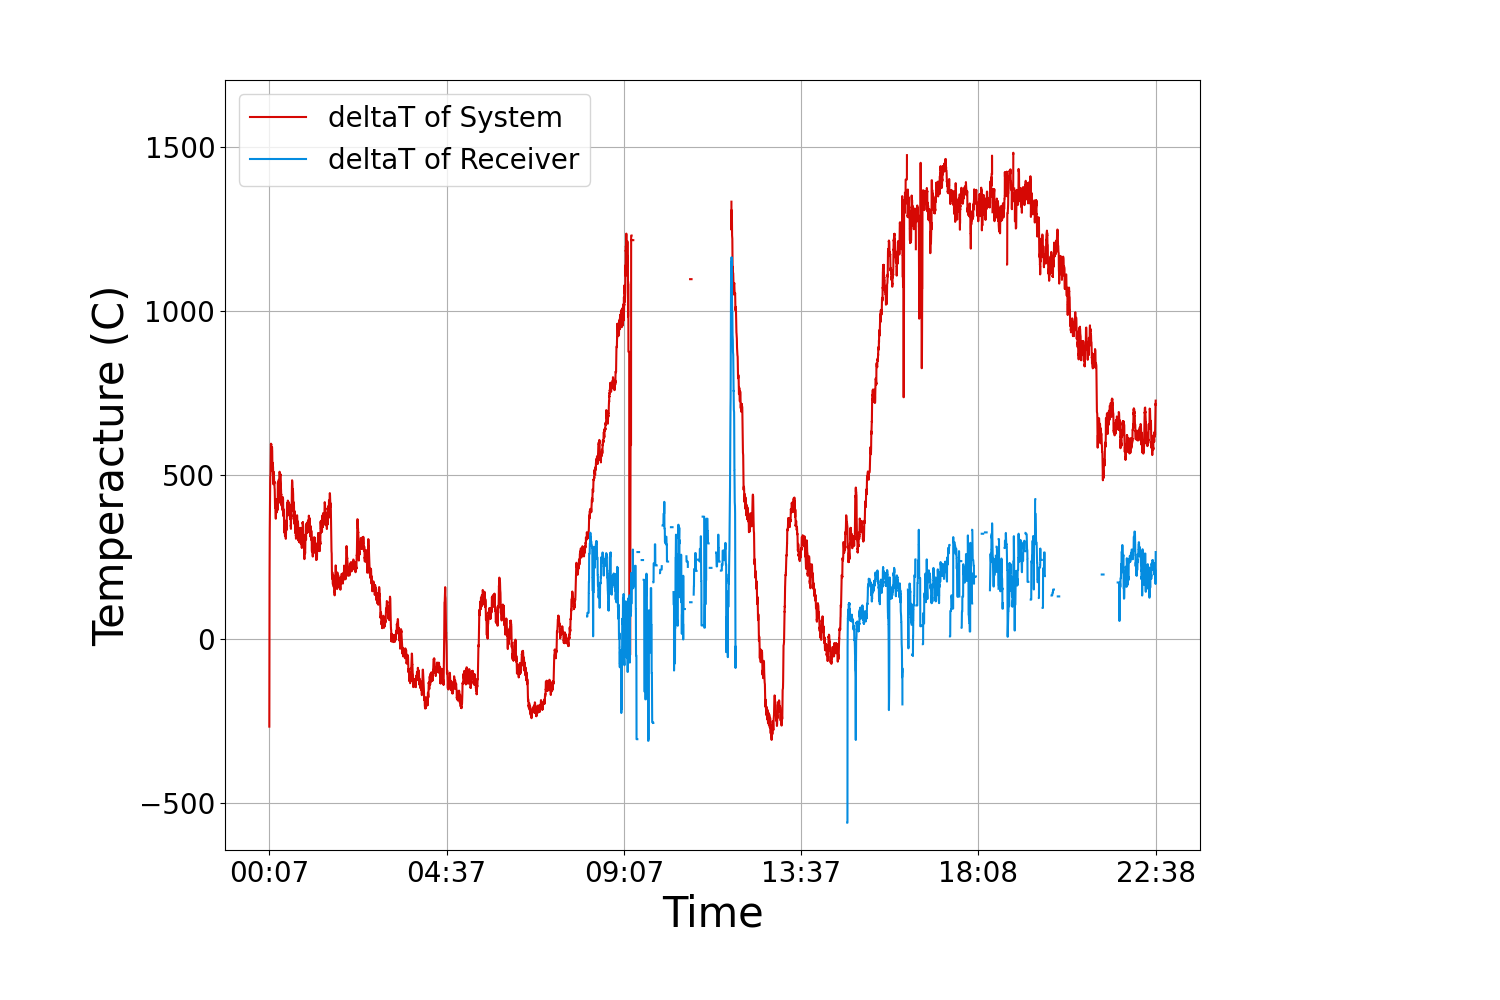 deltaT of System
deltaT of Receiver
Temperacture (C)
1500
1000
500
0
−500
00:07 04:37 09:07 13:37 18:08 22:38
Time